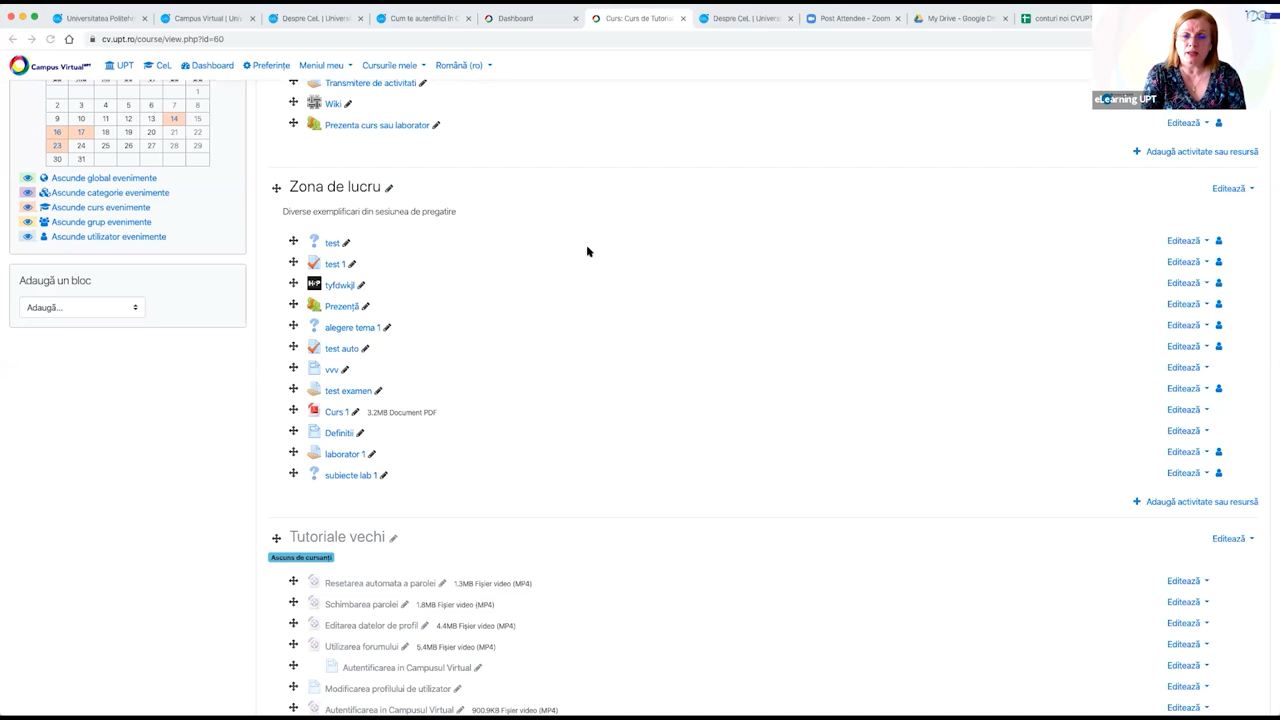 Universitatea Politehn
Campus Virtual | Uni
Despre CeL | Universi
Cum te autentifici în C
Dashboard
Curs: Curs de Tutoria
Despre CeL | Universi
Post Attendee - Zoom
My Drive - Google Dr
conturi noi CVUPT
cv.upt.ro/course/view.php?id=60
Campus Virtual UPT
UPT
CeL
Dashboard
Preferințe
Meniul meu
Cursurile mele
Română (ro)
eLearning UPT
1
2 3 4 5 6 7 8
9 10 11 12 13 14 15
16 17 18 19 20 21 22
23 24 25 26 27 28 29
30 31
Ascunde global evenimente
Ascunde categorie evenimente
Ascunde curs evenimente
Ascunde grup evenimente
Ascunde utilizator evenimente
Adaugă un bloc
Adaugă...
Transmitere de activitati
Wiki
Prezenta curs sau laborator
Editează
+ Adaugă activitate sau resursă
Zona de lucru
Editează
Diverse exemplificari din sesiunea de pregatire
test
Editează
test 1
Editează
H-P tyfdwkjl
Editează
Prezență
Editează
alegere tema 1
Editează
test auto
Editează
vvv
Editează
test examen
Editează
Curs 1 3.2MB Document PDF
Editează
Definitii
Editează
laborator 1
Editează
subiecte lab 1
Editează
+ Adaugă activitate sau resursă
Tutoriale vechi
Editează
Ascuns de cursanți
Resetarea automata a parolei 1.3MB Fișier video (MP4)
Editează
Schimbarea parolei 1.8MB Fișier video (MP4)
Editează
Editarea datelor de profil 4.4MB Fișier video (MP4)
Editează
Utilizarea forumului 5.4MB Fișier video (MP4)
Editează
Autentificarea in Campusul Virtual
Editează
Modificarea profilului de utilizator
Editează
Autentificarea in Campusul Virtual 900.9KB Fișier video (MP4)
Editează